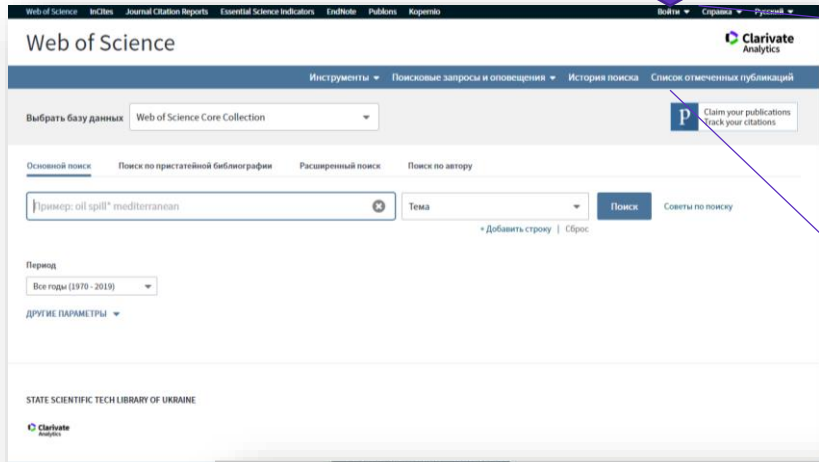 Web of Science InCites Journal Citation Reports Essential Science Indicators EndNote Publons Kopernio Войти Справка Русский
Web of Science
Clarivate
Analytics
Инструменты Поисковые запросы и оповещения История поиска Список отмеченных публикаций
Выбрать базу данных Web of Science Core Collection
p Claim your publications
Track your citations
Основной поиск Поиск по пристатейной библиографии Расширенный поиск Поиск по автору
Пример: oil spill* mediterranean Тема Поиск Советы по поиску
+ Добавить строку | Сброс
Период
Все годы (1970 - 2019)
ДРУГИЕ ПАРАМЕТРЫ
STATE SCIENTIFIC TECH LIBRARY OF UKRAINE
Clarivate
Analytics